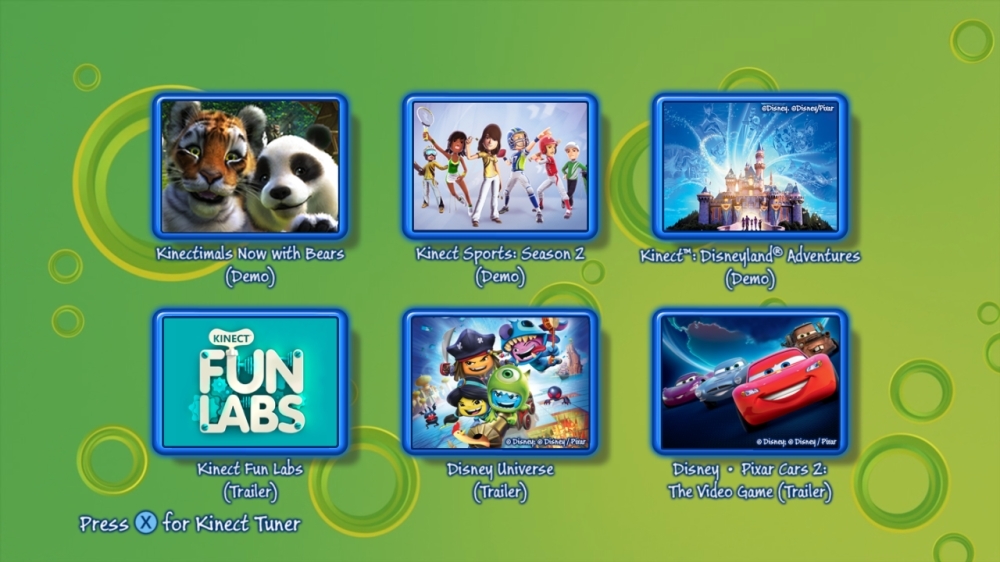 ©Disney. ©Disney/Pixar
Kinectimals Now with Bears
(Demo)
Kinect Sports: Season 2
(Demo)
Kinect™: Disneyland® Adventures
(Demo)
KINECT
FUN
LABS
© Disney; © Disney / Pixar
© Disney; © Disney / Pixar
Kinect Fun Labs
(Trailer)
Disney Universe
(Trailer)
Disney • Pixar Cars 2:
The Video Game (Trailer)
Press X for Kinect Tuner